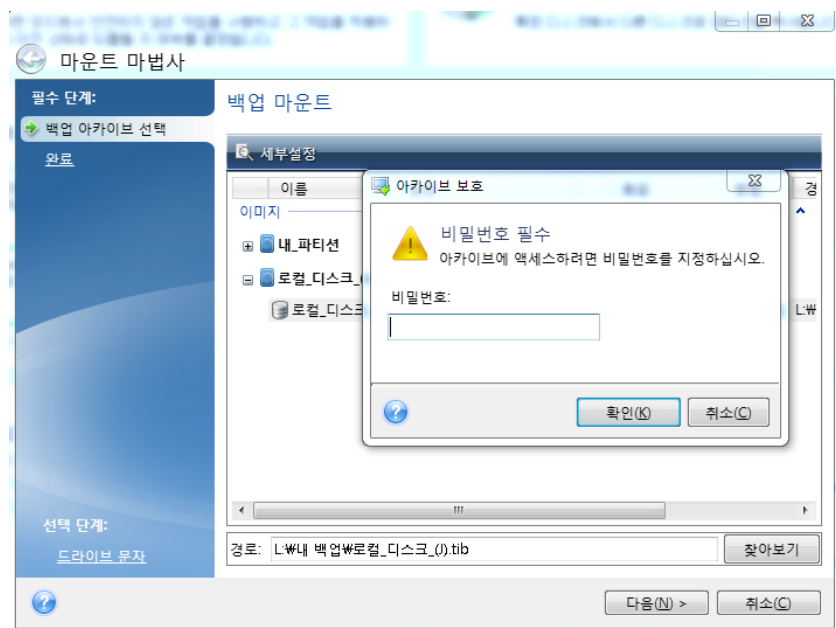 마운트 마법사
필수 단계:
백업 아카이브 선택
완료
백업 마운트
세부설정
이름
경
이미지
내_파티션
로컬_디스크_(
로컬_디스크
L:₩
아카이브 보호
비밀번호 필수
아카이브에 액세스하려면 비밀번호를 지정하십시오.
비밀번호:
확인(K)
취소(C)
선택 단계:
드라이브 문자
경로:
L:₩내 백업₩로컬_디스크_(J).tib
찾아보기
다음(N) >
취소(C)